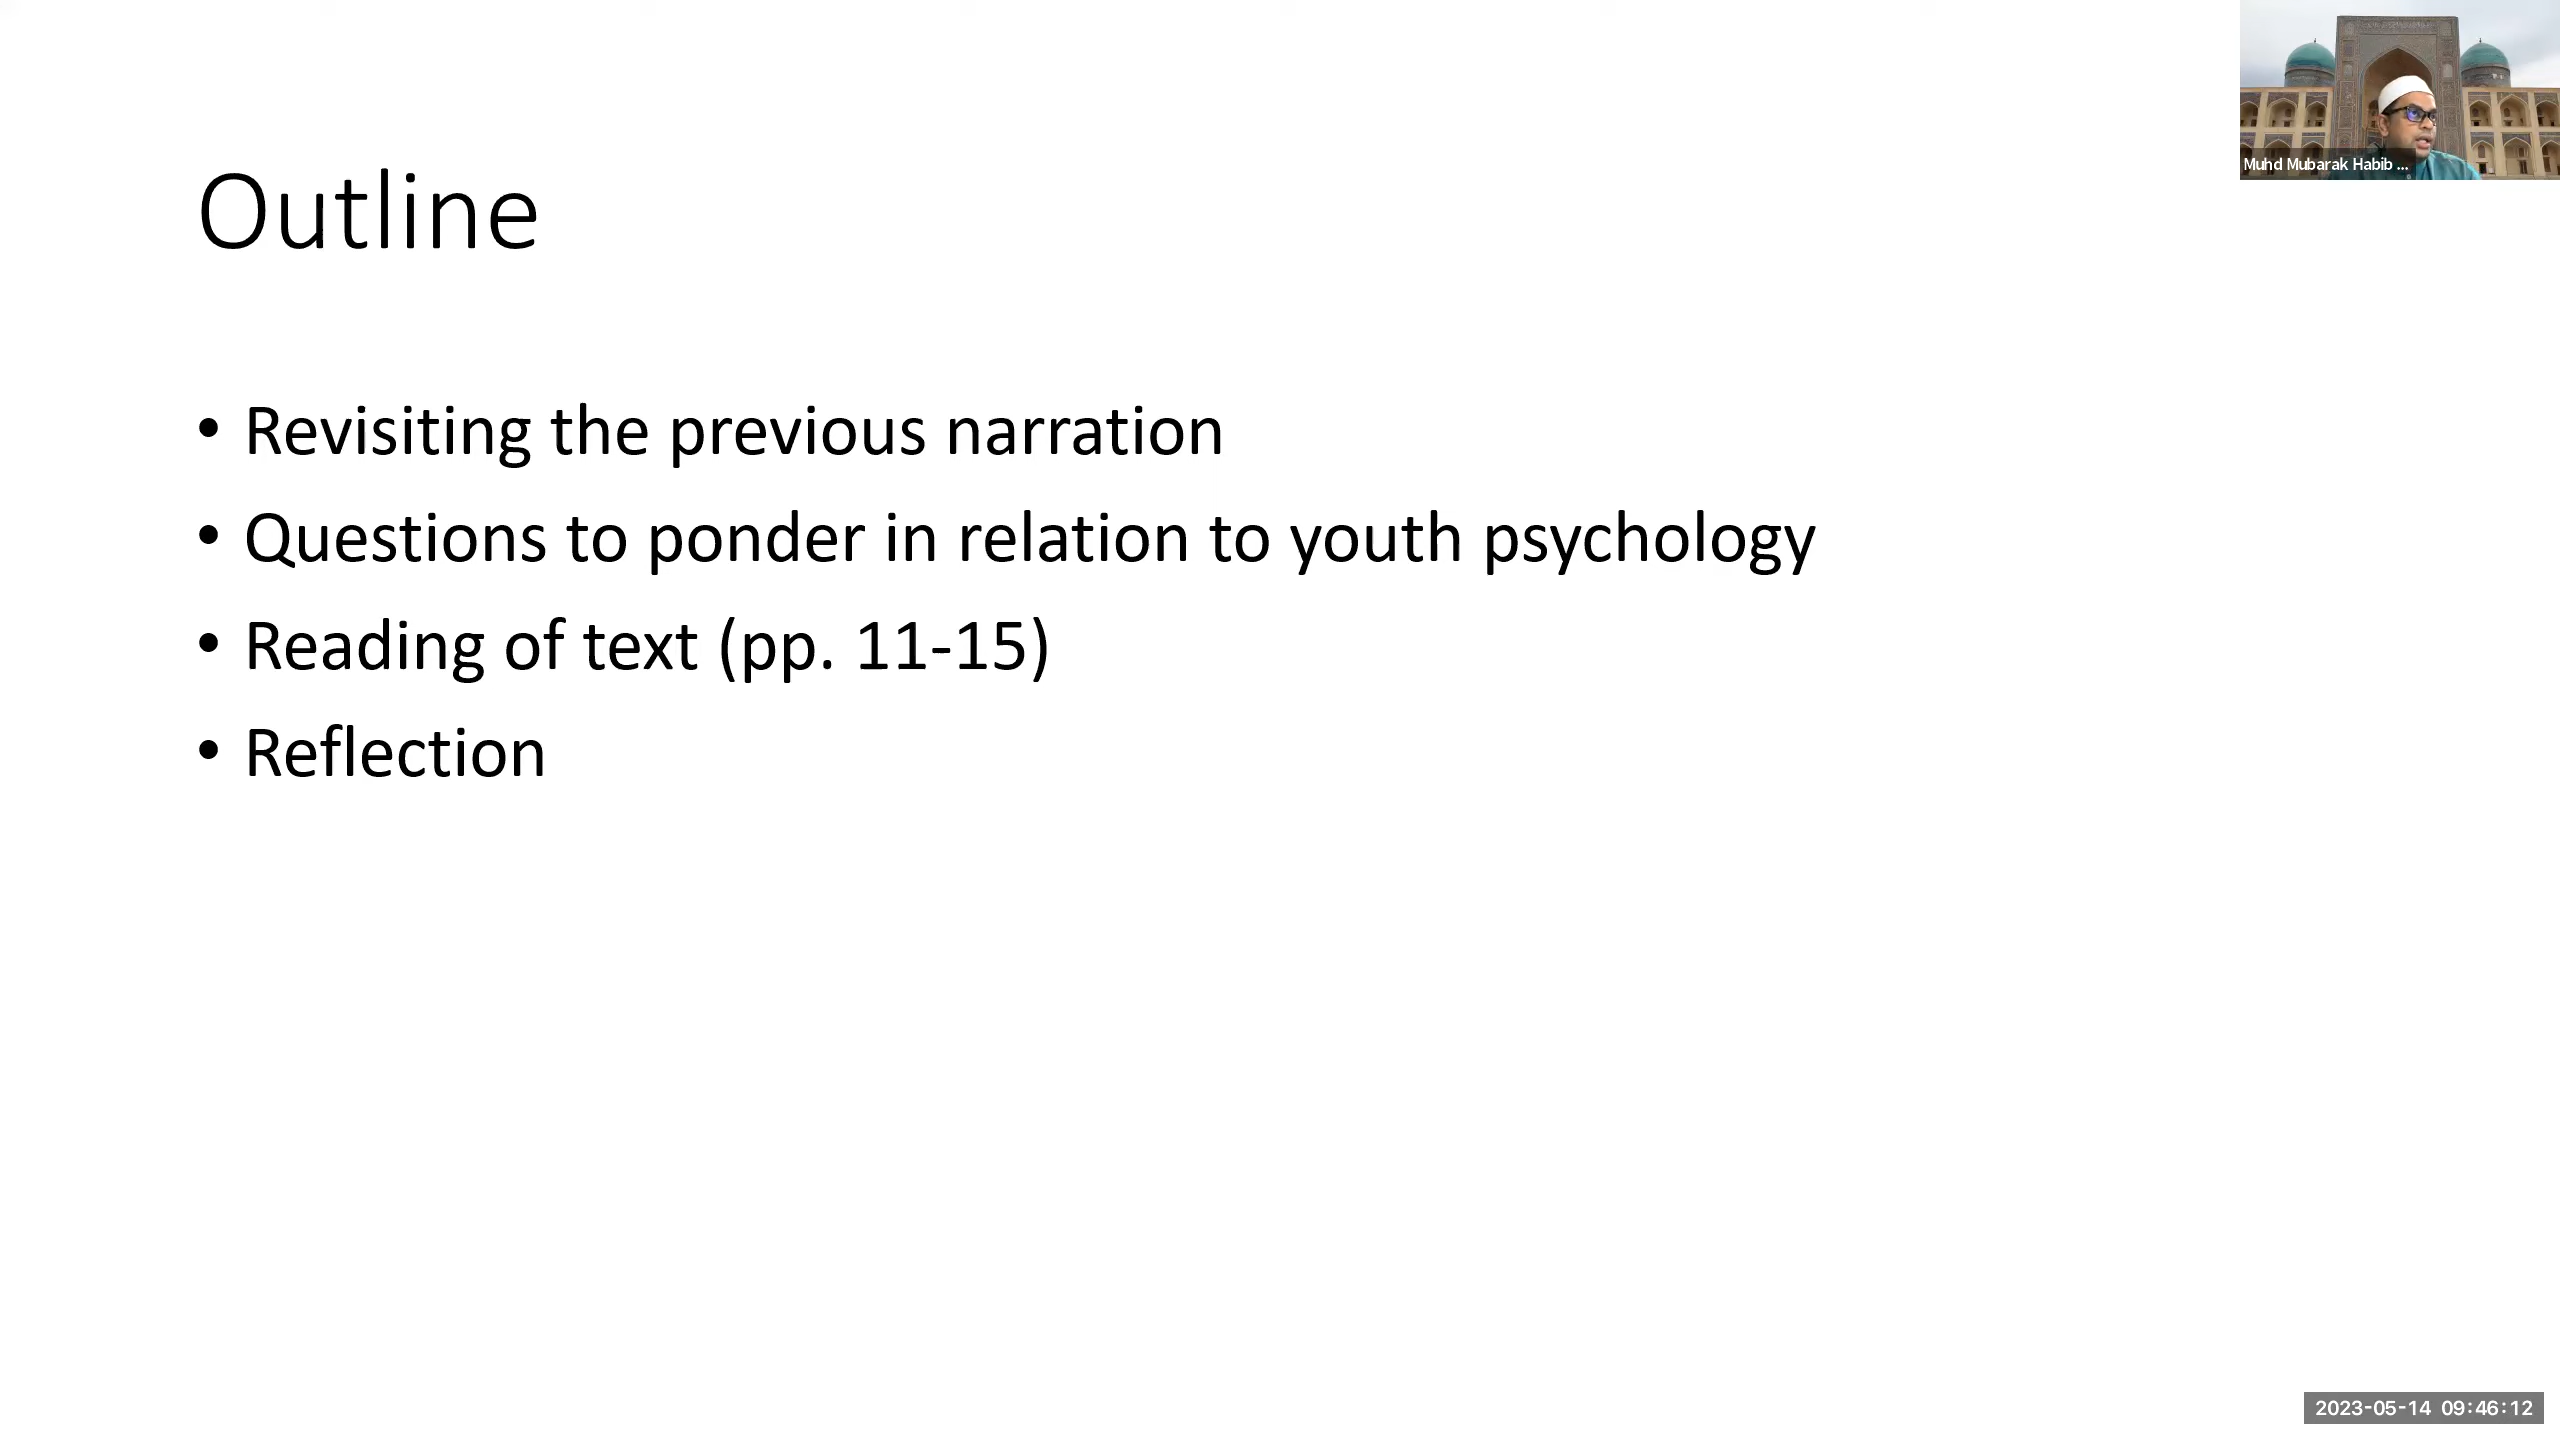 Muhd Mubarak Habib ...
Outline
• Revisiting the previous narration
• Questions to ponder in relation to youth psychology
• Reading of text (pp. 11-15)
• Reflection
2023-05-14 09:46:12